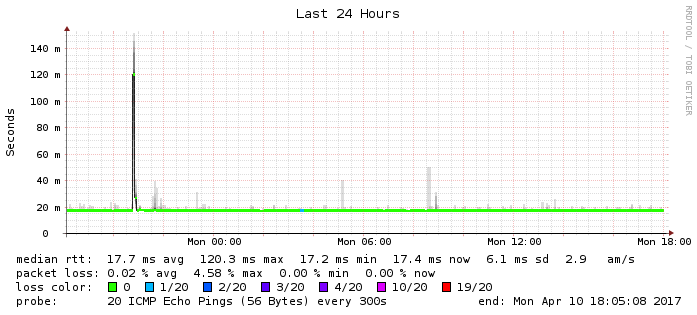 Last 24 Hours
RRDTOOL / TOBI OETIKER
Seconds
140 m
120 m
100 m
80 m
60 m
40 m
20 m
0
Mon 00:00 Mon 06:00 Mon 12:00 Mon 18:00
median rtt: 17.7 ms avg 120.3 ms max 17.2 ms min 17.4 ms now 6.1 ms sd 2.9 am/s
packet loss: 0.02 % avg 4.58 % max 0.00 % min 0.00 % now
loss color: 0 1/20 2/20 3/20 4/20 10/20 19/20
probe: 20 ICMP Echo Pings (56 Bytes) every 300s end: Mon Apr 10 18:05:08 2017